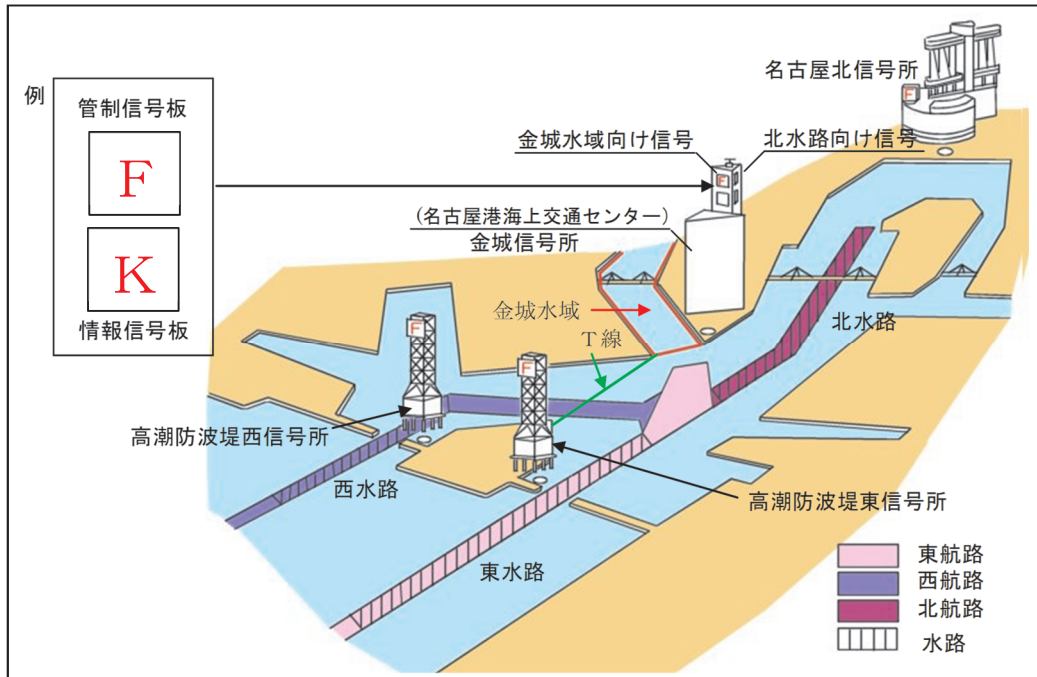 例
管制信号板
F
K
情報信号板
名古屋北信号所
F
金城水域向け信号
北水路向け信号
F
(名古屋港海上交通センター)
金城信号所
金城水域
T線
北水路
F
F
高潮防波堤西信号所
西水路
高潮防波堤東信号所
東水路
東航路
西航路
北航路
水路